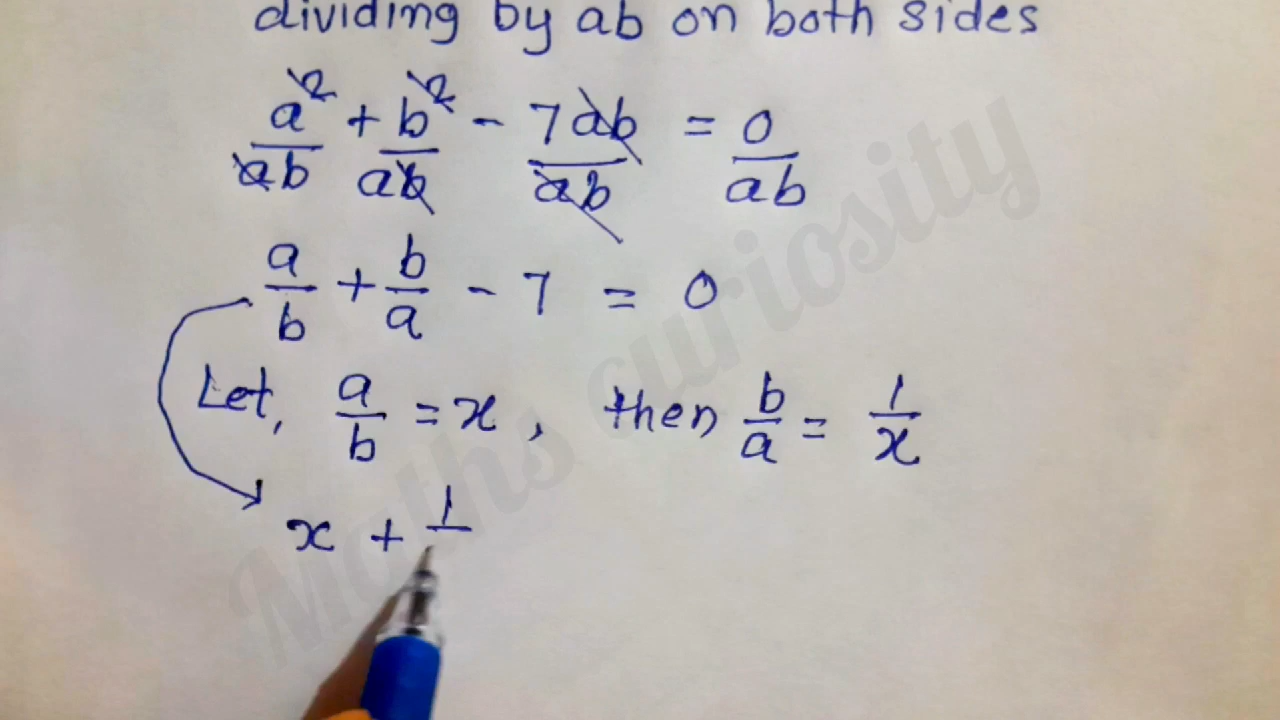 dividing by ab on both sides
a²/ab + b²/ab - 7ab/ab = 0/ab
a/b + b/a - 7 = 0
Let, a/b = x, then b/a = 1/x
x + 1/
Maths curiosity